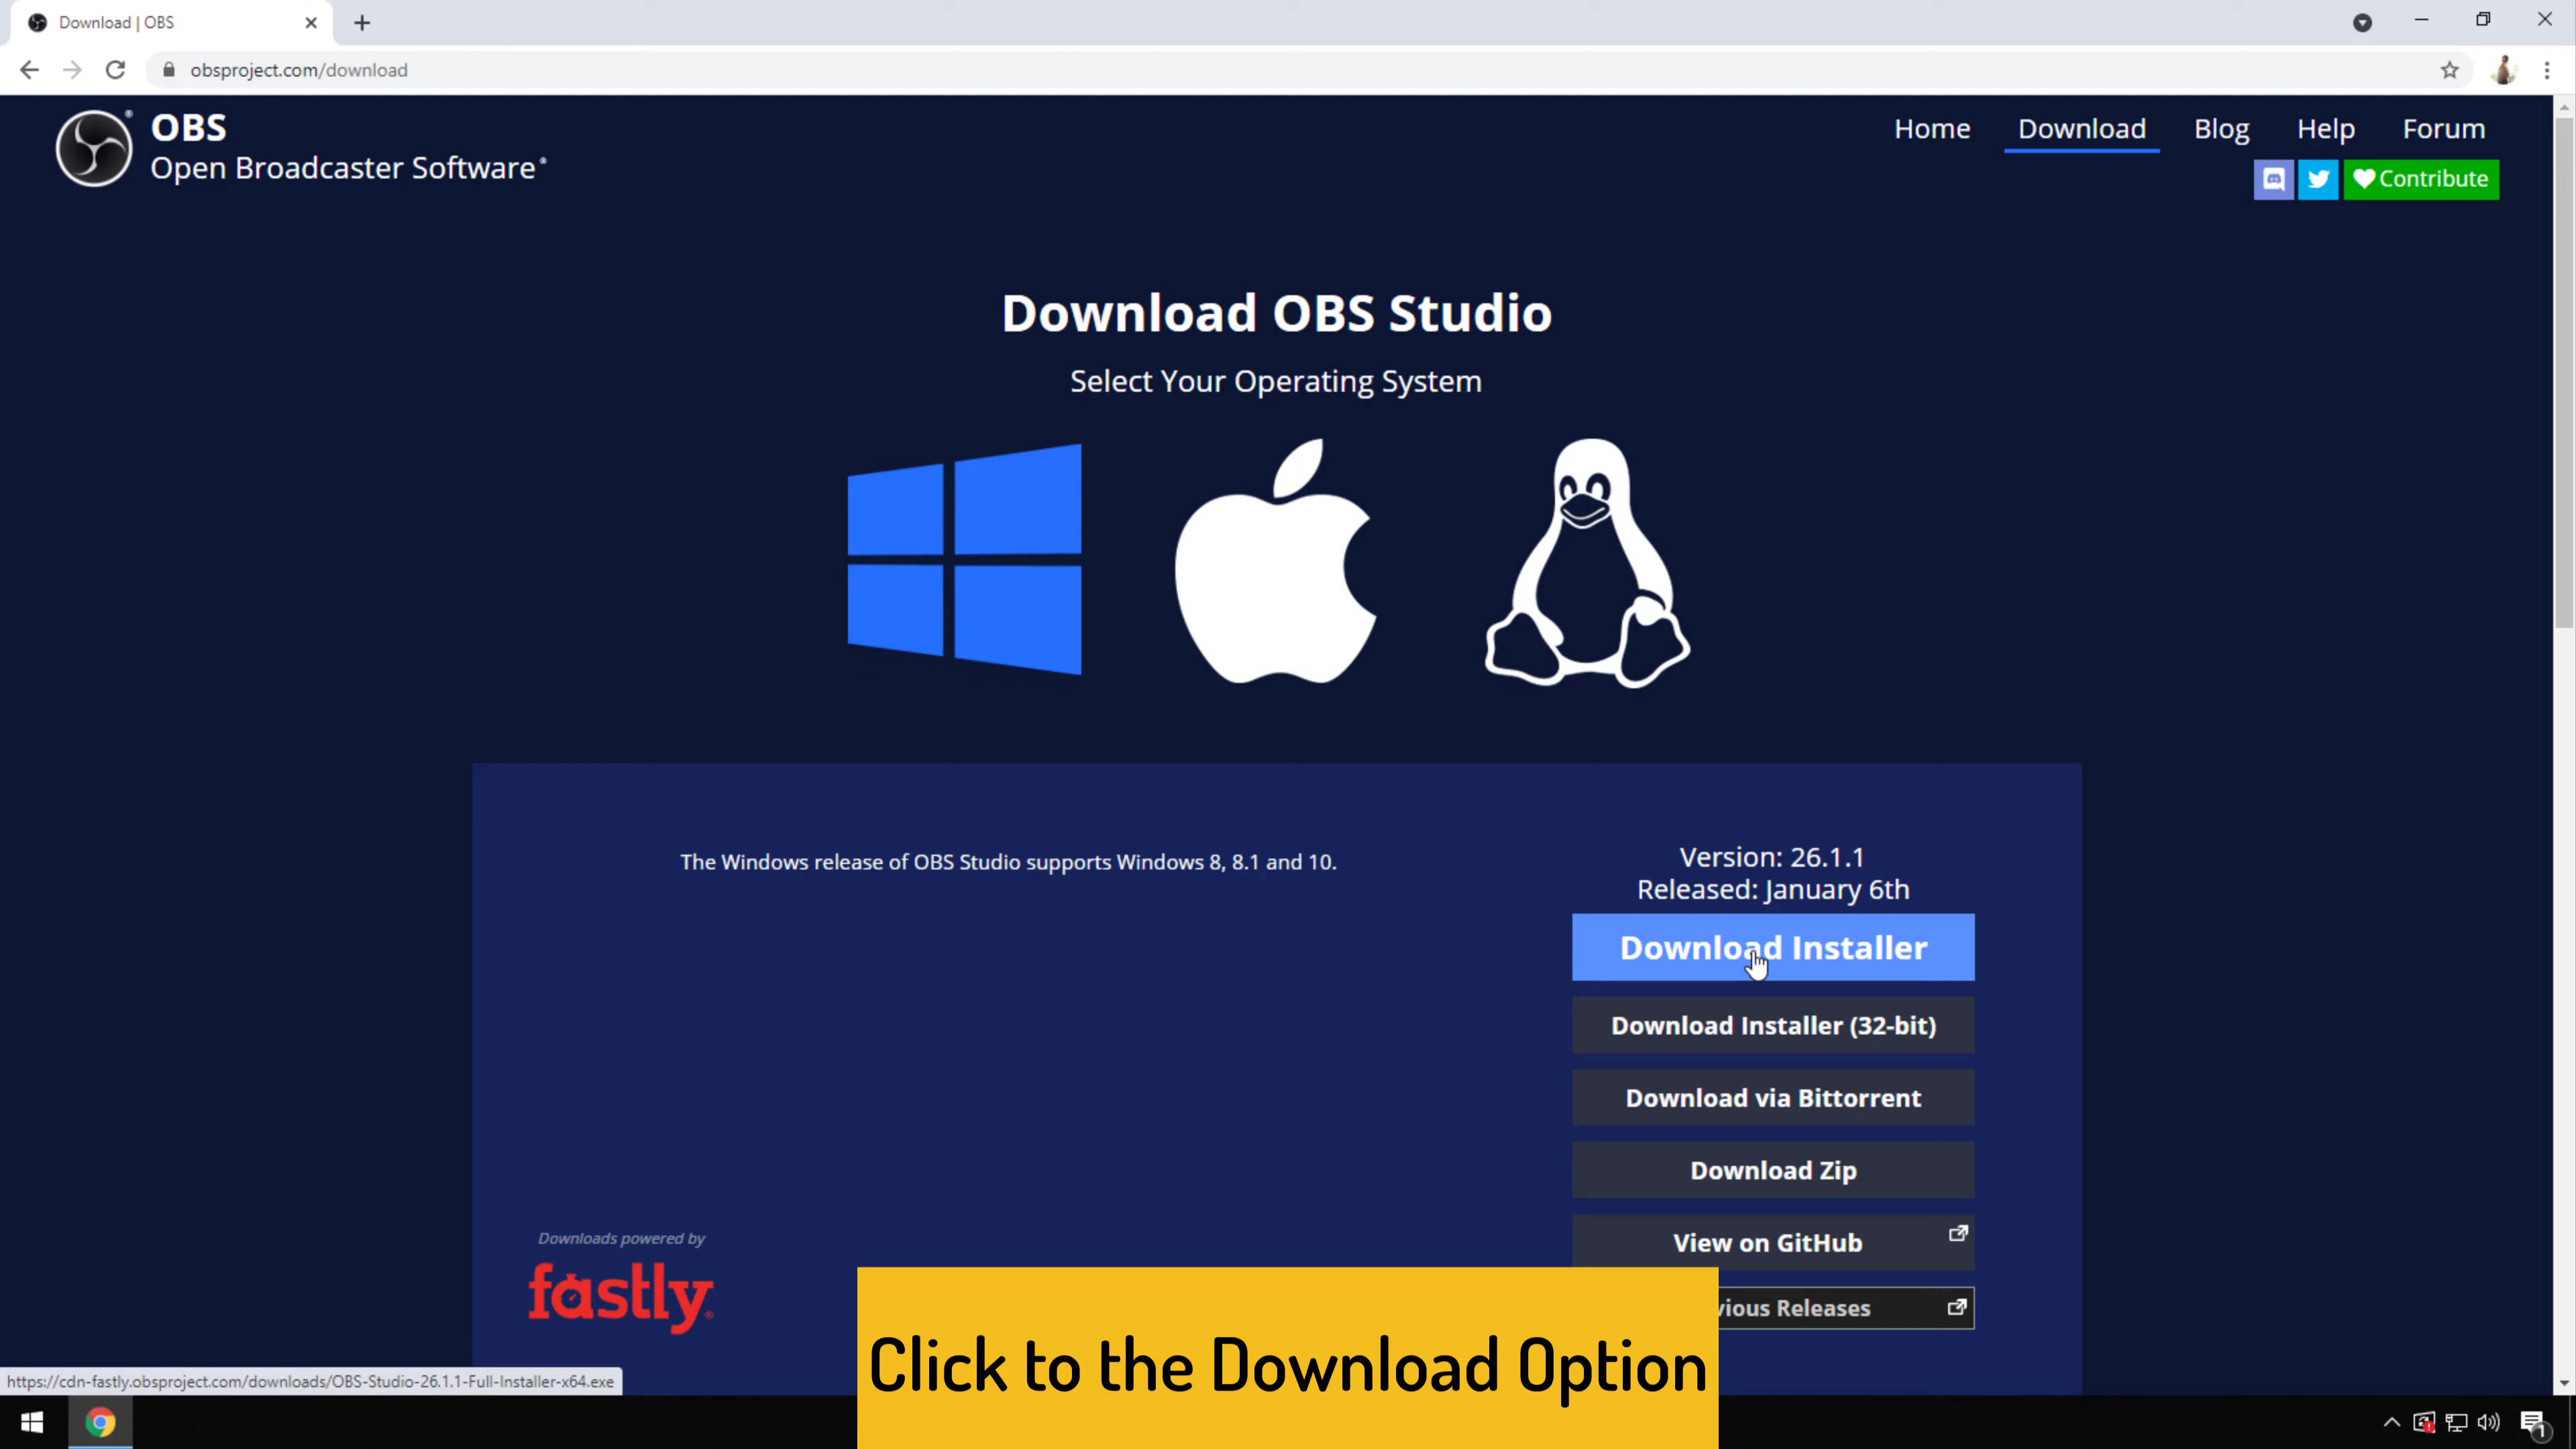 Download | OBS
obsproject.com/download
OBS
Open Broadcaster Software®
Home Download Blog Help Forum
Contribute
Download OBS Studio
Select Your Operating System
The Windows release of OBS Studio supports Windows 8, 8.1 and 10.
Version: 26.1.1
Released: January 6th
Download Installer
Download Installer (32-bit)
Download via Bittorrent
Download Zip
View on GitHub
vious Releases
Downloads powered by
fastly®
Click to the Download Option
https://cdn-fastly.obsproject.com/downloads/OBS-Studio-26.1.1-Full-Installer-x64.exe
1